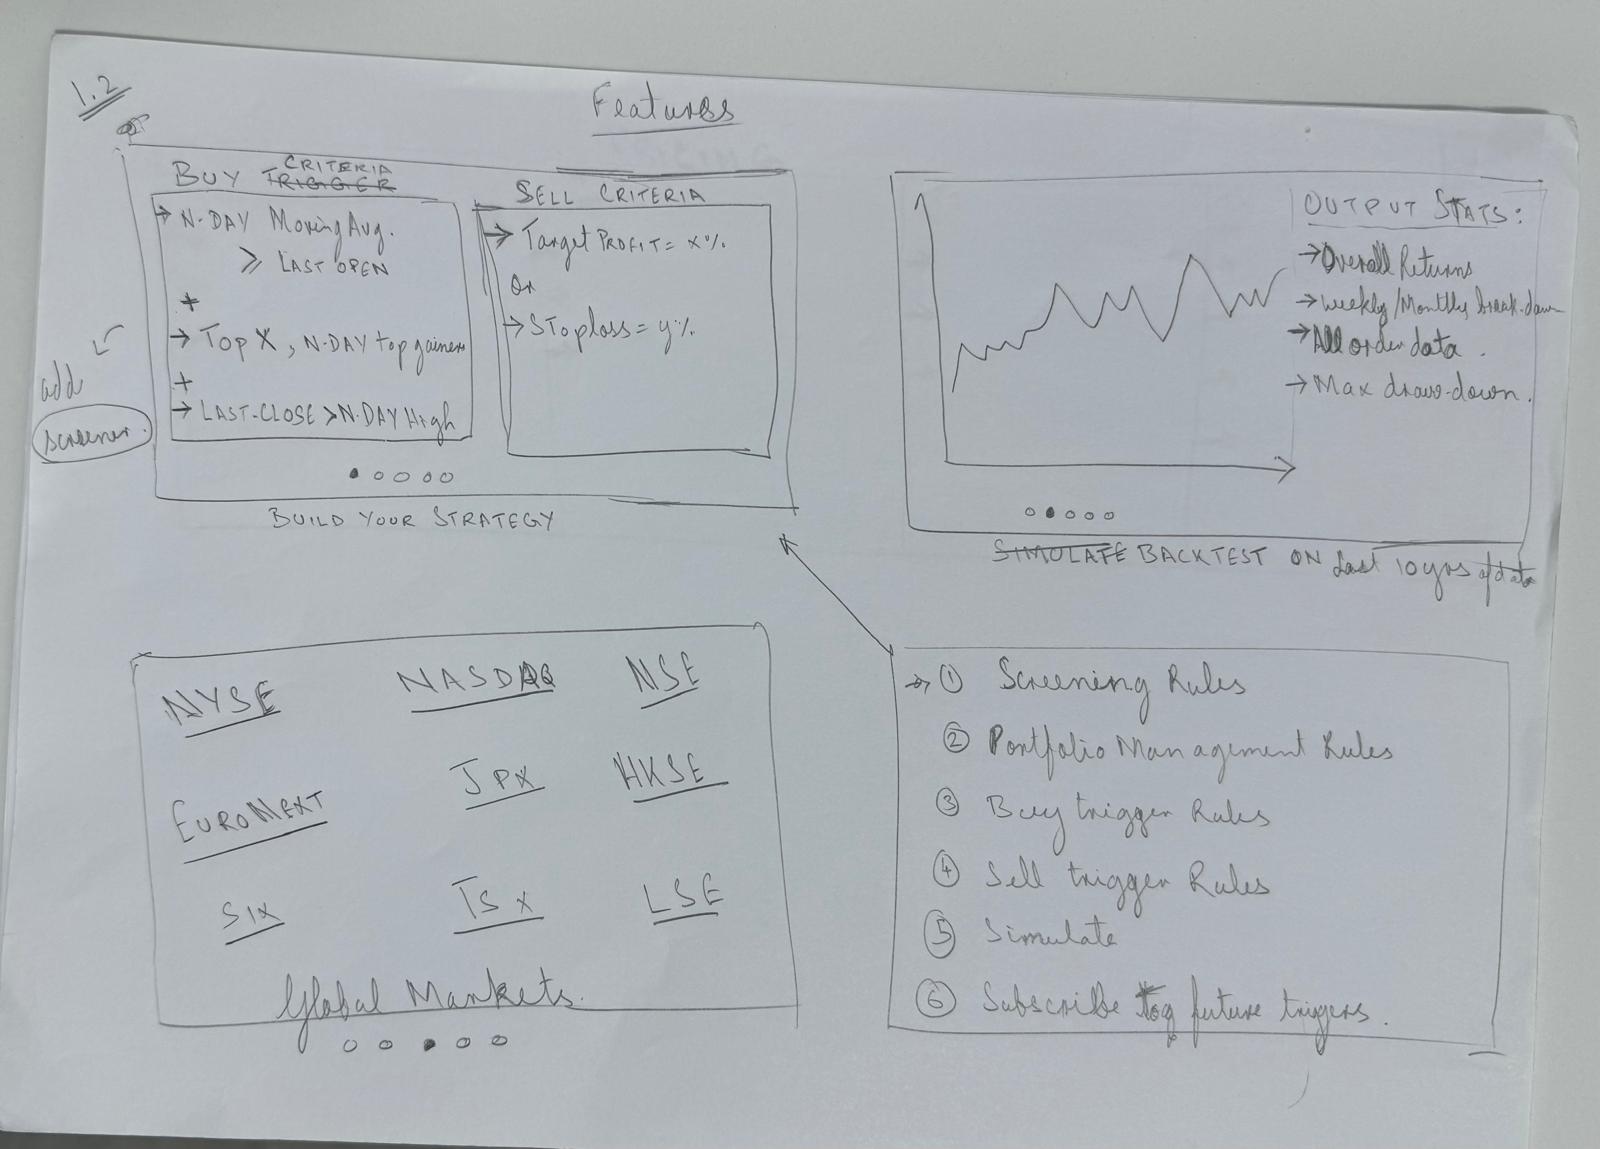 1.2
Features
BUY TRIGGER CRITERIA
→ N-DAY Moving Avg.
≥ LAST OPEN
+
→ TOP X, N-DAY top gainers
+
→ LAST-CLOSE > N-DAY High
SELL CRITERIA
→ Target PROFIT = X%
Or
→ Stoploss = y%
add
screener.
BUILD YOUR STRATEGY
OUTPUT STATS:
→ Overall Returns
→ Weekly/Monthly break-down
→ All order data.
→ Max draw-down.
SIMULATE BACKTEST ON Last 10 yrs of data
NYSE NASDAQ NSE
EURONEXT JPX HKSE
SIX TSX LSE
Global Markets.
→ ① Screening Rules
② Portfolio Management Rules
③ Buy trigger Rules
④ Sell trigger Rules
⑤ Simulate
⑥ Subscribe to future triggers.